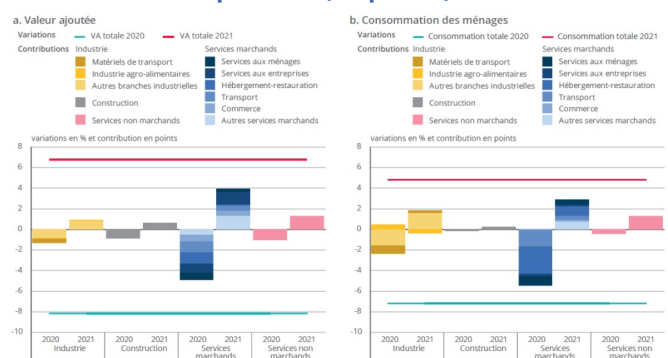 a. Valeur ajoutée
Variations VA totale 2020 VA totale 2021
Contributions Industrie Services marchands
Matériels de transport Services aux ménages
Industrie agro-alimentaires Services aux entreprises
Autres branches industrielles Hébergement-restauration
Transport
Construction Commerce
Services non marchands Autres services marchands
variations en % et contribution en points
8
6
4
2
0
-2
-4
-6
-8
-10
2020 2021 2020 2021 2020 2021 2020 2021
Industrie Construction Services marchands Services non marchands
b. Consommation des ménages
Variations Consommation totale 2020 Consommation totale 2021
Contributions Industrie Services marchands
Matériels de transport Services aux ménages
Industrie agro-alimentaires Services aux entreprises
Autres branches industrielles Hébergement-restauration
Transport
Construction Commerce
Services non marchands Autres services marchands
variations en % et contribution en points
8
6
4
2
0
-2
-4
-6
-8
-10
2020 2021 2020 2021 2020 2021 2020 2021
Industrie Construction Services marchands Services non marchands